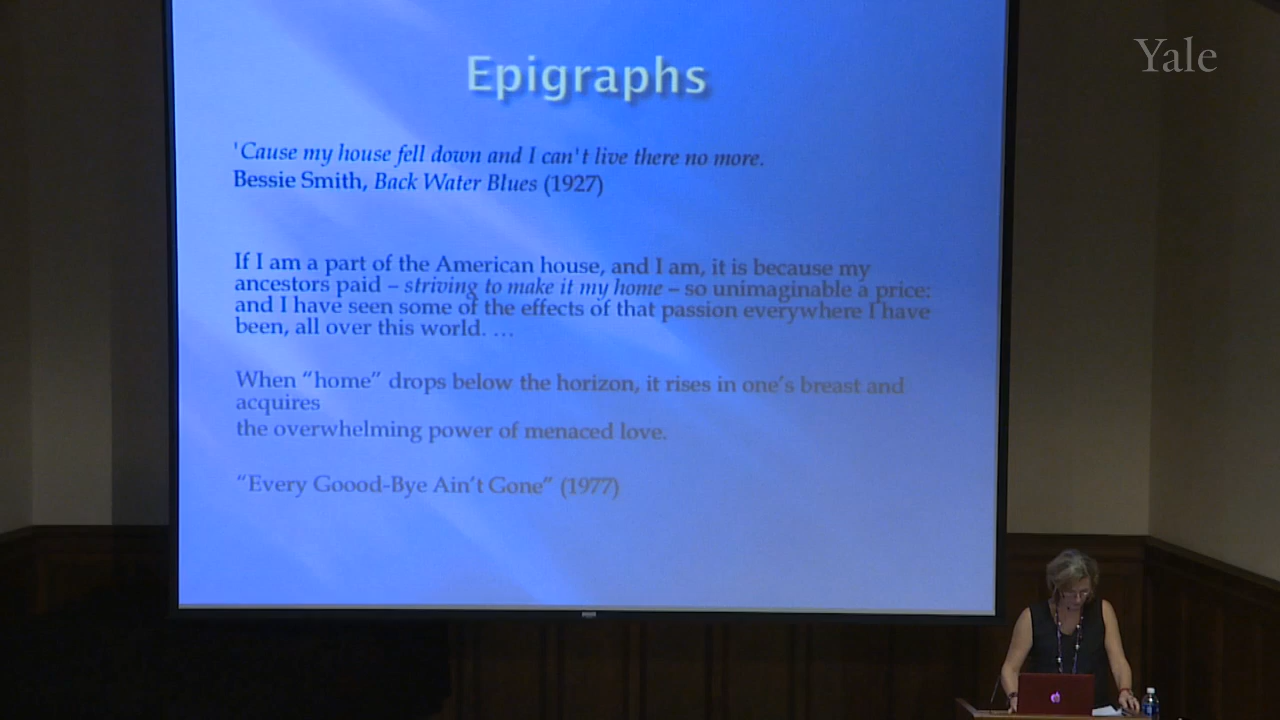 Yale
Epigraphs
'Cause my house fell down and I can't live there no more.
Bessie Smith, Back Water Blues (1927)
If I am a part of the American house, and I am, it is because my
ancestors paid – striving to make it my home – so unimaginable a price:
and I have seen some of the effects of that passion everywhere I have
been, all over this world. …
When “home” drops below the horizon, it rises in one’s breast and
acquires
the overwhelming power of menaced love.
“Every Goood-Bye Ain’t Gone” (1977)